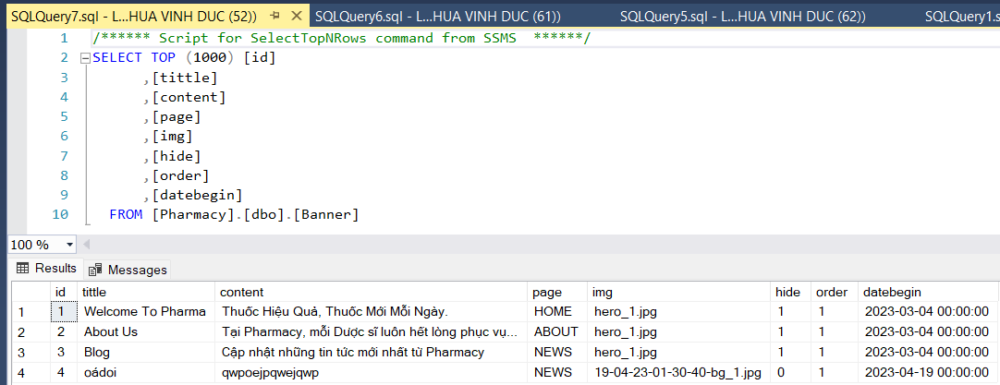 SQLQuery7.sql - L...HUA VINH DUC (52)) SQLQuery6.sql - L...HUA VINH DUC (61)) SQLQuery5.sql - L...HUA VINH DUC (62)) SQLQuery1.s
1 /****** Script for SelectTopNRows command from SSMS ******/
2 SELECT TOP (1000) [id]
3 ,[tittle]
4 ,[content]
5 ,[page]
6 ,[img]
7 ,[hide]
8 ,[order]
9 ,[datebegin]
10 FROM [Pharmacy].[dbo].[Banner]
100 %
Results Messages
id tittle content page img hide order datebegin
1 1 Welcome To Pharma Thuốc Hiệu Quả, Thuốc Mới Mỗi Ngày. HOME hero_1.jpg 1 1 2023-03-04 00:00:00
2 2 About Us Tại Pharmacy, mỗi Dược sĩ luôn hết lòng phục vụ... ABOUT hero_1.jpg 1 1 2023-03-04 00:00:00
3 3 Blog Cập nhật những tin tức mới nhất từ Pharmacy NEWS hero_1.jpg 1 1 2023-03-04 00:00:00
4 4 oádoi qwpoejpqwejqwp NEWS 19-04-23-01-30-40-bg_1.jpg 0 1 2023-04-19 00:00:00